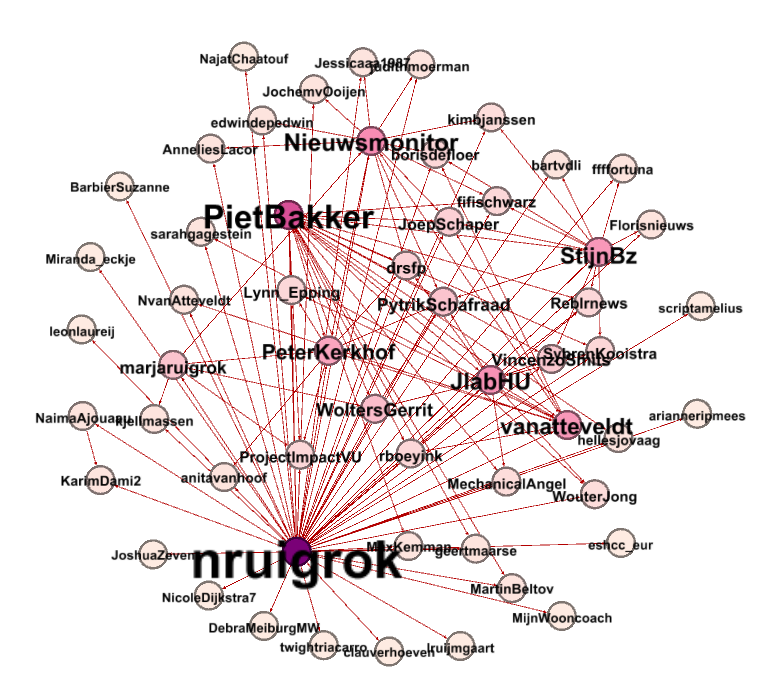 NajatChaatouf
Jessicaaa1987
judithmoerman
JochemvOoijen
edwindepedwin
kimbjanssen
Nieuwsmonitor
AnneliesLacor
borisdefloer
bartvdli
ffffortuna
BarbierSuzanne
fifischwarz
PietBakker
JoepSchaper
Florisnieuws
sarahgagestein
StijnBz
Miranda_eckje
drsfp
Lynn_Epping
NvanAtteveldt
PytrikSchafraad
Reblrnews
scriptamelius
leonlaureij
PeterKerkhof
SybrenKooistra
VincenzoSmits
marjaruigrok
JlabHU
WoltersGerrit
NaimaAjouaau
kjellmassen
arianneripmees
vanatteveldt
hellesjovaag
ProjectImpactVU
rboeyink
anitavanhoof
KarimDami2
MechanicalAngel
WouterJong
JoshuaZeven
nruigrok
MaxKemman
geertmaarse
eshcc_eur
MartinBeltov
NicoleDijkstra7
MijnWooncoach
DebraMeiburgMW
twightriacarro
clauverhoeven
lruijmgaart